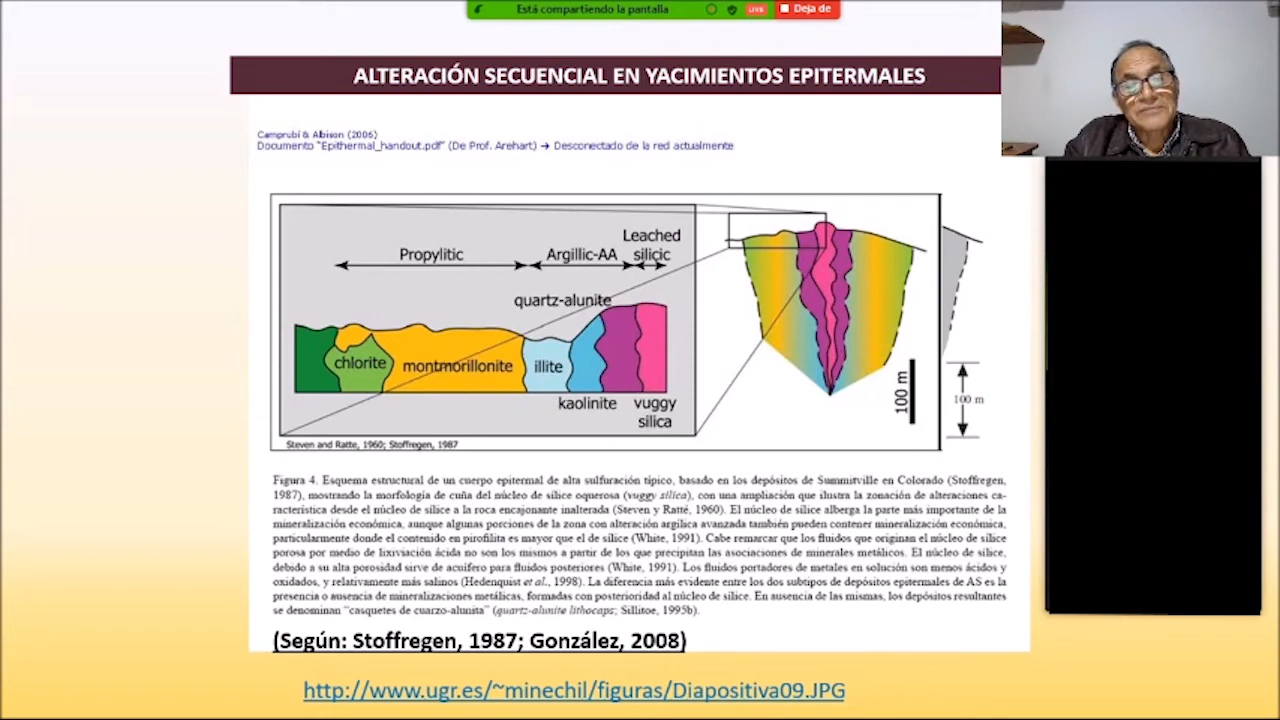 Está compartiendo la pantalla LIVE Deja de
ALTERACIÓN SECUENCIAL EN YACIMIENTOS EPITERMALES
Camprubí & Albison (2006)
Documento "Epithermal_handout.pdf" (De Prof. Arehart) → Desconectado de la red actualmente
Leached
Propylitic Argillic-AA silicic
quartz-alunite
chlorite montmorillonite illite
kaolinite vuggy
silica
100 m
100 m
Steven and Ratte, 1960; Stoffregen, 1987
Figura 4. Esquema estructural de un cuerpo epitermal de alta sulfuración típico, basado en los depósitos de Summitville en Colorado (Stoffregen,
1987), mostrando la morfología de cuña del núcleo de sílice oquerosa (vuggy silica), con una ampliación que ilustra la zonación de alteraciones ca-
racterística desde el núcleo de sílice a la roca encajonante inalterada (Steven y Ratté, 1960). El núcleo de sílice alberga la parte más importante de la
mineralización económica, aunque algunas porciones de la zona con alteración argílica avanzada también pueden contener mineralización económica,
particularmente donde el contenido en pirofilita es mayor que el de sílice (White, 1991). Cabe remarcar que los fluidos que originan el núcleo de sílice
porosa por medio de lixiviación ácida no son los mismos a partir de los que precipitan las asociaciones de minerales metálicos. El núcleo de sílice,
debido a su alta porosidad sirve de acuífero para fluidos posteriores (White, 1991). Los fluidos portadores de metales en solución son menos ácidos y
oxidados, y relativamente más salinos (Hedenquist et al., 1998). La diferencia más evidente entre los dos subtipos de depósitos epitermales de AS es la
presencia o ausencia de mineralizaciones metálicas, formadas con posterioridad al núcleo de sílice. En ausencia de las mismas, los depósitos resultantes
se denominan "casquetes de cuarzo-alunita" (quartz-alunite lithocaps; Sillitoe, 1995b).
(Según: Stoffregen, 1987; González, 2008)
http://www.ugr.es/~minechil/figuras/Diapositiva09.JPG